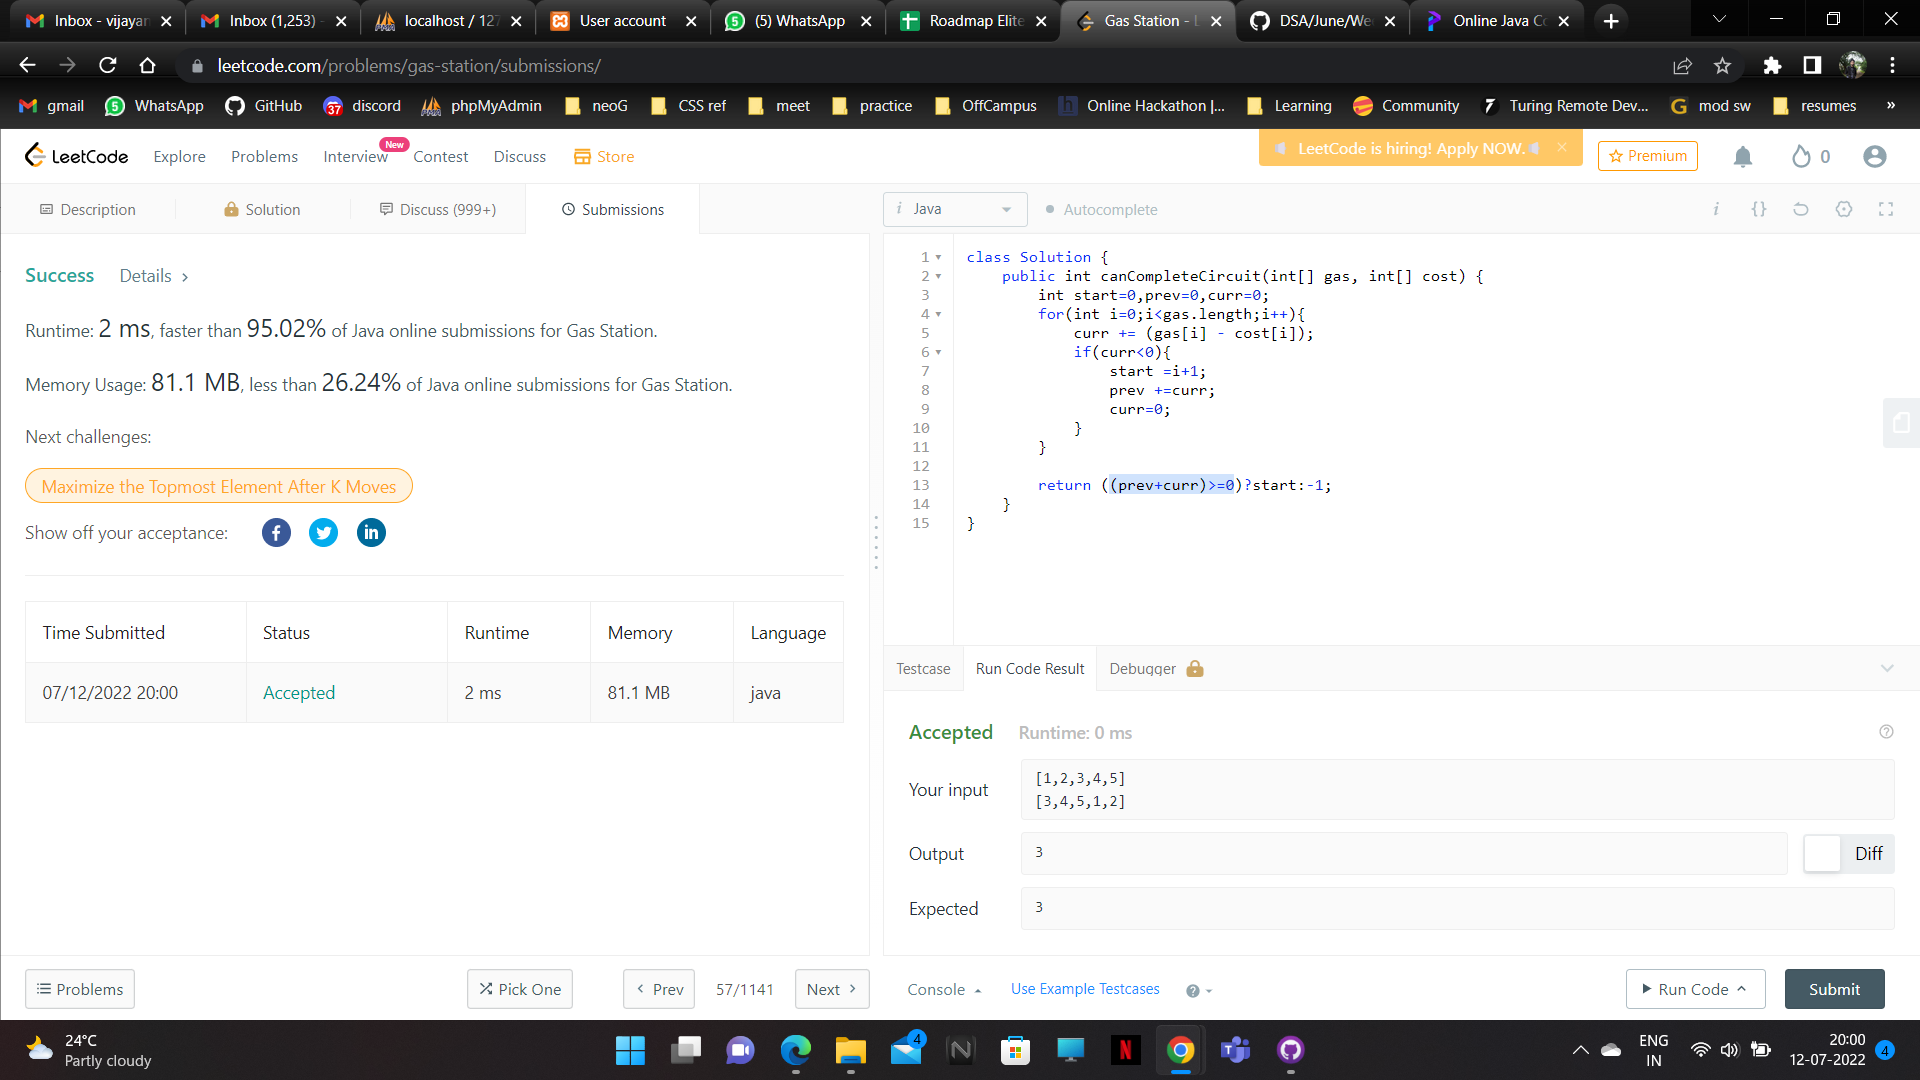 Inbox - vijayan
Inbox (1,253) -
localhost / 127
User account
(5) WhatsApp
Roadmap Elite
Gas Station - L
DSA/June/We
Online Java Co
leetcode.com/problems/gas-station/submissions/
gmail
WhatsApp
GitHub
37
discord
phpMyAdmin
neoG
CSS ref
meet
practice
OffCampus
Online Hackathon |...
Learning
Community
Turing Remote Dev...
mod sw
resumes
»
LeetCode
Explore
Problems
Interview
New
Contest
Discuss
Store
LeetCode is hiring! Apply NOW.
Premium
0
Description
Solution
Discuss (999+)
Submissions
i Java
Autocomplete
Success Details >
Runtime: 2 ms, faster than 95.02% of Java online submissions for Gas Station.
Memory Usage: 81.1 MB, less than 26.24% of Java online submissions for Gas Station.
Next challenges:
Maximize the Topmost Element After K Moves
Show off your acceptance:
Time Submitted Status Runtime Memory Language
07/12/2022 20:00 Accepted 2 ms 81.1 MB java
1 class Solution {
2 public int canCompleteCircuit(int[] gas, int[] cost) {
3 int start=0,prev=0,curr=0;
4 for(int i=0;i<gas.length;i++){
5 curr += (gas[i] - cost[i]);
6 if(curr<0){
7 start =i+1;
8 prev +=curr;
9 curr=0;
10 }
11 }
12
13 return ((prev+curr)>=0)?start:-1;
14 }
15 }
Testcase
Run Code Result
Debugger
Accepted Runtime: 0 ms
Your input
[1,2,3,4,5]
[3,4,5,1,2]
Output
3
Diff
Expected
3
Problems
Pick One
Prev
57/1141
Next
Console
Use Example Testcases
Run Code
Submit
24°C
Partly cloudy
4
ENG
IN
20:00
12-07-2022
4